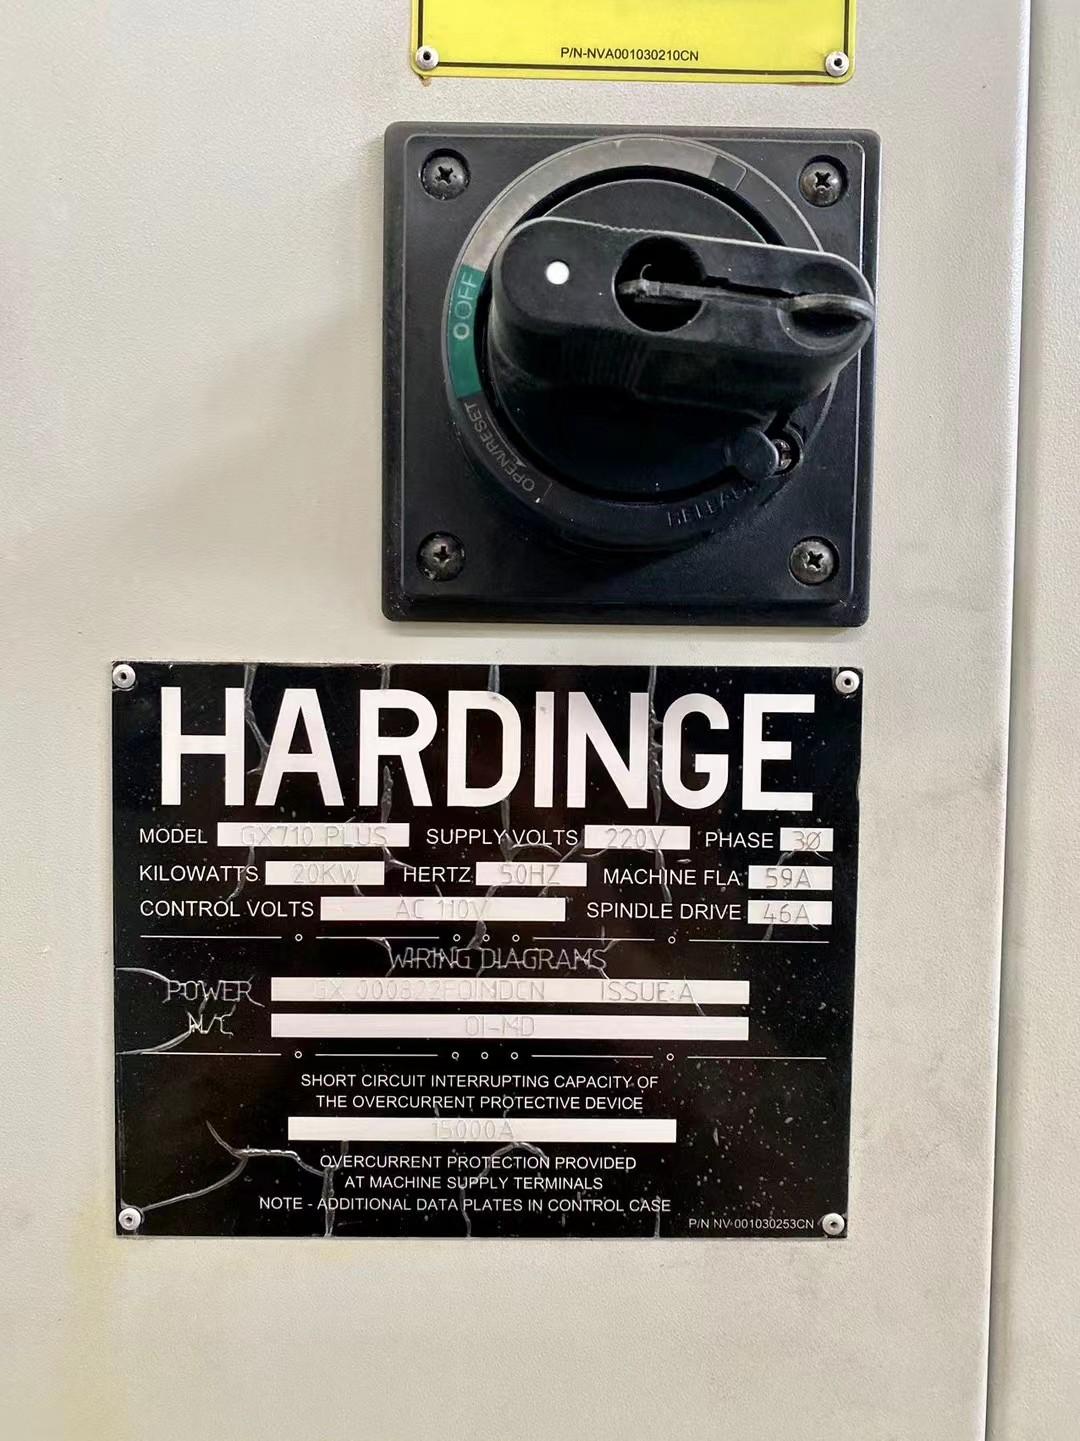 P/N-NVA001030210CN
O OFF
OPEN/RESET
HARDINGE
MODEL GX710 PLUS SUPPLY VOLTS 220V PHASE 3Ø
KILOWATTS 20KW HERTZ 50HZ MACHINE FLA 59A
CONTROL VOLTS AC 110V SPINDLE DRIVE 46A
WIRING DIAGRAMS
POWER GX 000822F0IMDCN ISSUE:A
N/C OI-MD
SHORT CIRCUIT INTERRUPTING CAPACITY OF
THE OVERCURRENT PROTECTIVE DEVICE
15000A
OVERCURRENT PROTECTION PROVIDED
AT MACHINE SUPPLY TERMINALS
NOTE - ADDITIONAL DATA PLATES IN CONTROL CASE
P/N NV 001030253CN